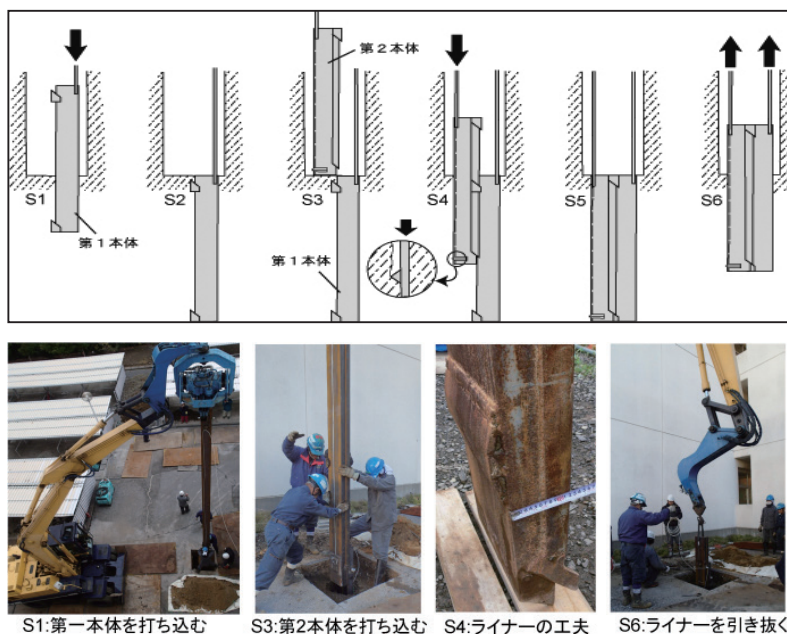 S1
第1本体
S2
S3
第2本体
第1本体
S4
S5
S6
S1:第一本体を打ち込む
S3:第2本体を打ち込む
S4:ライナーの工夫
S6:ライナーを引き抜く